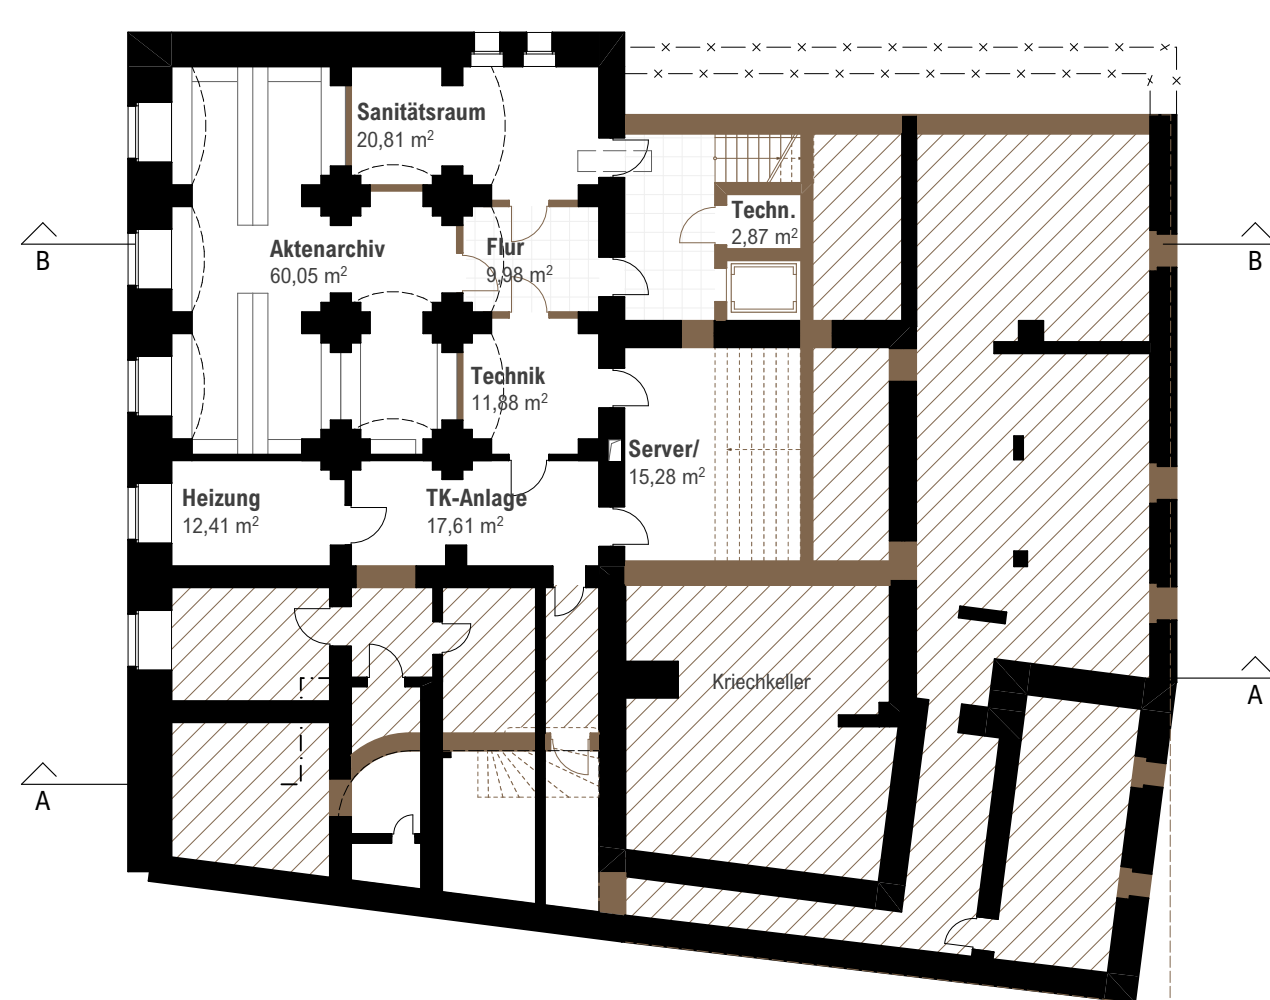 Sanitätsraum
20,81 m²
Techn.
2,87 m²
B
Aktenarchiv
60,05 m²
Flur
9,98 m²
B
Technik
11,88 m²
Server/
15,28 m²
Heizung
12,41 m²
TK-Anlage
17,61 m²
Kriechkeller
A
A